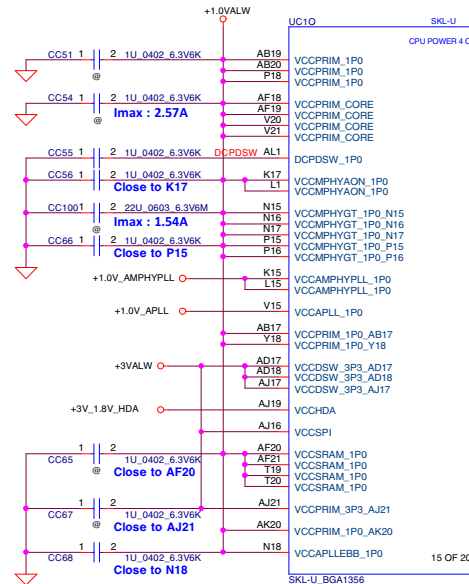 +1.0VALW
UC1O SKL-U
CPU POWER 4 O
CC51 1 2 1U_0402_6.3V6K AB19 VCCPRIM_1P0
@ AB20 VCCPRIM_1P0
P18 VCCPRIM_1P0
CC54 1 2 1U_0402_6.3V6K AF18 VCCPRIM_CORE
@ Imax : 2.57A AF19 VCCPRIM_CORE
V20 VCCPRIM_CORE
V21 VCCPRIM_CORE
CC55 1 2 1U_0402_6.3V6K DCPDSW AL1 DCPDSW_1P0
CC56 1 2 1U_0402_6.3V6K K17 VCCMPHYAON_1P0
Close to K17 L1 VCCMPHYAON_1P0
CC100 1 2 22U_0603_6.3V6M N15 VCCMPHYGT_1P0_N15
@ Imax : 1.54A N16 VCCMPHYGT_1P0_N16
N17 VCCMPHYGT_1P0_N17
CC66 1 2 1U_0402_6.3V6K P15 VCCMPHYGT_1P0_P15
Close to P15 P16 VCCMPHYGT_1P0_P16
+1.0V_AMPHYPLL K15 VCCAMPHYPLL_1P0
L15 VCCAMPHYPLL_1P0
+1.0V_APLL V15 VCCAPLL_1P0
AB17 VCCPRIM_1P0_AB17
Y18 VCCPRIM_1P0_Y18
+3VALW AD17 VCCDSW_3P3_AD17
AD18 VCCDSW_3P3_AD18
AJ17 VCCDSW_3P3_AJ17
+3V_1.8V_HDA AJ19 VCCHDA
AJ16 VCCSPI
CC65 1 2 1U_0402_6.3V6K AF20 VCCSRAM_1P0
@ Close to AF20 AF21 VCCSRAM_1P0
T19 VCCSRAM_1P0
T20 VCCSRAM_1P0
CC67 1 2 1U_0402_6.3V6K AJ21 VCCPRIM_3P3_AJ21
@ Close to AJ21
AK20 VCCPRIM_1P0_AK20
CC68 1 2 1U_0402_6.3V6K N18 VCCAPLLEBB_1P0
Close to N18
15 OF 20
SKL-U_BGA1356